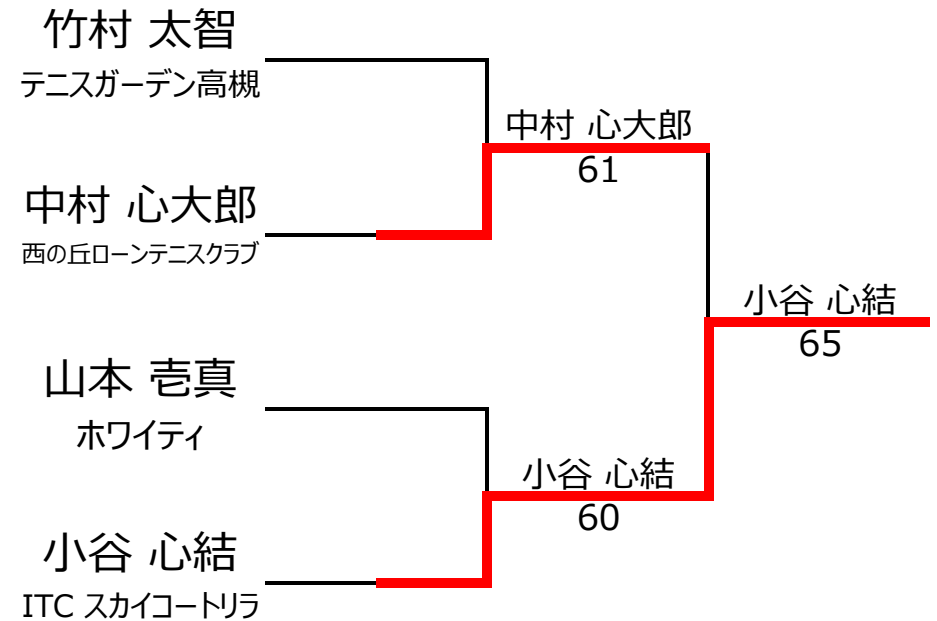 竹村 太智
テニスガーデン高槻
中村 心大郎
61
中村 心大郎
西の丘ローンテニスクラブ
小谷 心結
65
山本 壱真
ホワイティ
小谷 心結
60
小谷 心結
ITC スカイコートリラ